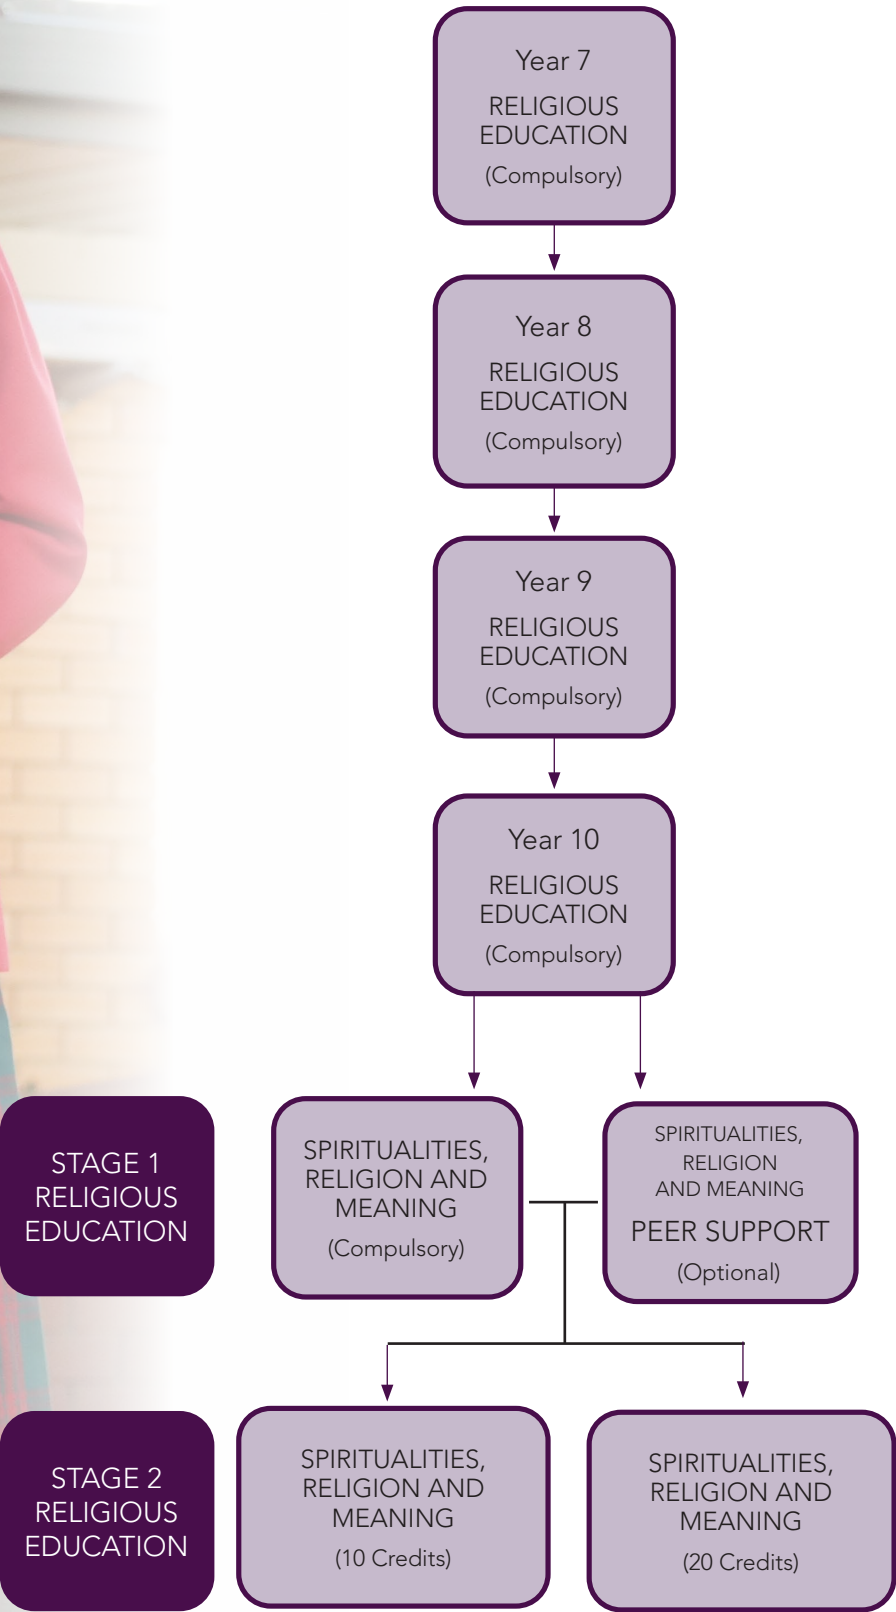 Year 7
RELIGIOUS
EDUCATION
(Compulsory)
Year 8
RELIGIOUS
EDUCATION
(Compulsory)
Year 9
RELIGIOUS
EDUCATION
(Compulsory)
Year 10
RELIGIOUS
EDUCATION
(Compulsory)
STAGE 1
RELIGIOUS
EDUCATION
SPIRITUALITIES,
RELIGION AND
MEANING
(Compulsory)
SPIRITUALITIES,
RELIGION
AND MEANING
PEER SUPPORT
(Optional)
STAGE 2
RELIGIOUS
EDUCATION
SPIRITUALITIES,
RELIGION AND
MEANING
(10 Credits)
SPIRITUALITIES,
RELIGION AND
MEANING
(20 Credits)